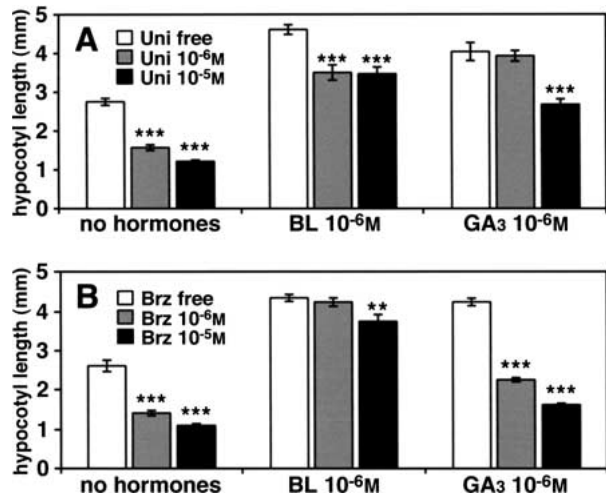 A
hypocotyl length (mm)
5
4
3
2
1
0
Uni free
Uni 10⁻⁶M
Uni 10⁻⁵M
*** ***
*** ***
***
no hormones BL 10⁻⁶M GA₃ 10⁻⁶M
B
hypocotyl length (mm)
5
4
3
2
1
0
Brz free
Brz 10⁻⁶M
Brz 10⁻⁵M
*** ***
**
*** ***
no hormones BL 10⁻⁶M GA₃ 10⁻⁶M